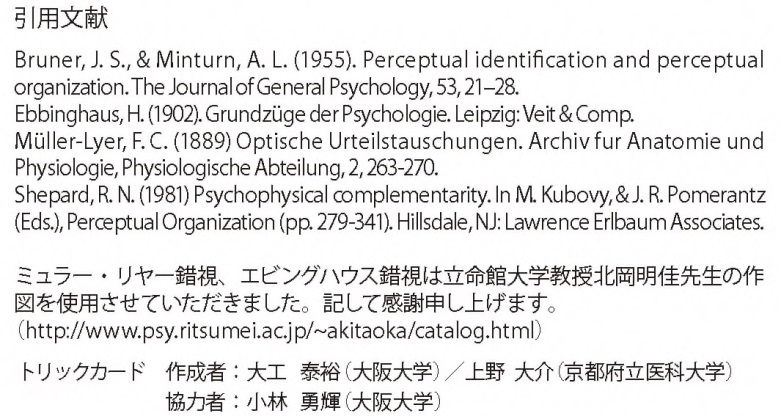 引用文献
Bruner, J. S., & Minturn, A. L. (1955). Perceptual identification and perceptual
organization. The Journal of General Psychology, 53, 21–28.
Ebbinghaus, H. (1902). Grundzüge der Psychologie. Leipzig: Veit & Comp.
Müller-Lyer, F. C. (1889) Optische Urteilstauschungen. Archiv fur Anatomie und
Physiologie, Physiologische Abteilung, 2, 263-270.
Shepard, R. N. (1981) Psychophysical complementarity. In M. Kubovy, & J. R. Pomerantz
(Eds.), Perceptual Organization (pp. 279-341). Hillsdale, NJ: Lawrence Erlbaum Associates.
ミュラー・リヤー錯視、エビングハウス錯視は立命館大学教授北岡明佳先生の作
図を使用させていただきました。記して感謝申し上げます。
(http://www.psy.ritsumei.ac.jp/~akitaoka/catalog.html)
トリックカード 作成者：大工 泰裕(大阪大学)／上野 大介(京都府立医科大学)
協力者：小林 勇輝(大阪大学)